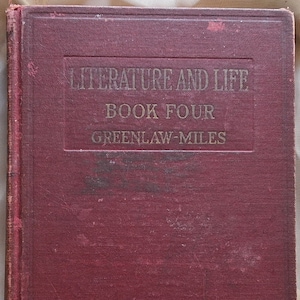 LITERATURE AND LIFE
BOOK FOUR
GREENLAW-MILES